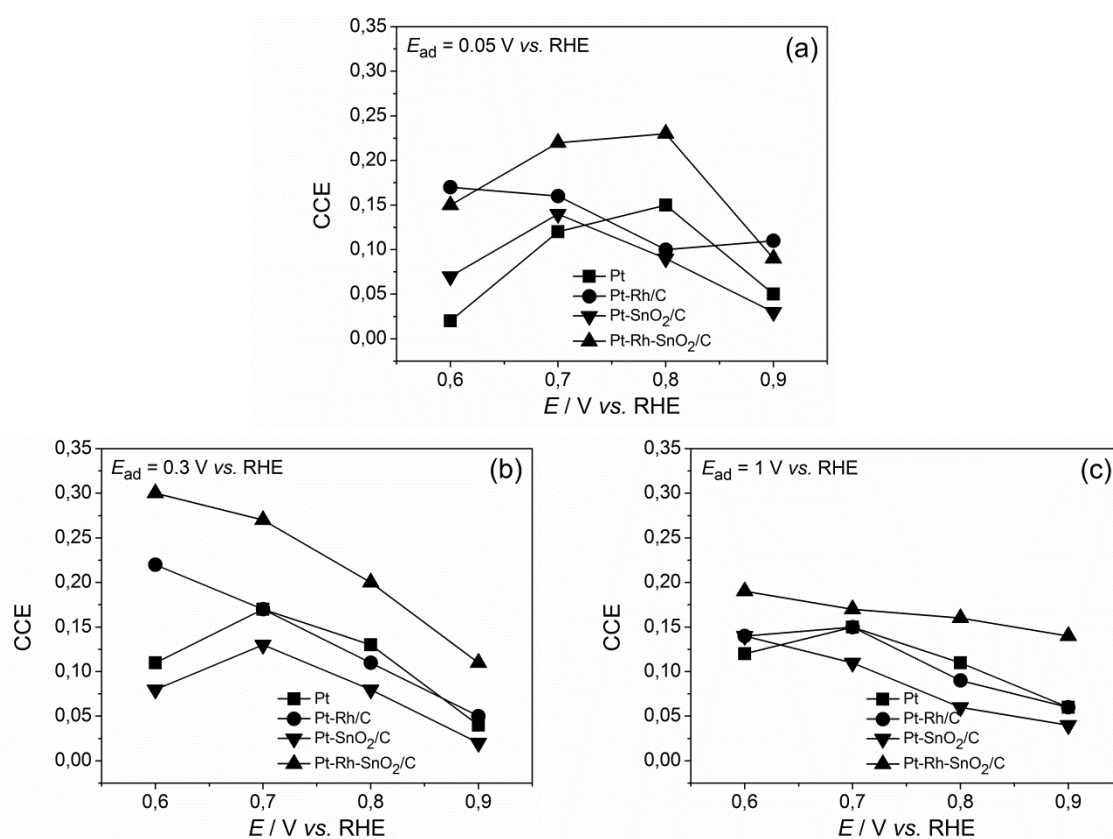 E_ad = 0.05 V vs. RHE
(a)
0,35
0,30
0,25
0,20
0,15
0,10
0,05
0,00
CCE
Pt
Pt-Rh/C
Pt-SnO₂/C
Pt-Rh-SnO₂/C
0,6 0,7 0,8 0,9
E / V vs. RHE
E_ad = 0.3 V vs. RHE
(b)
0,35
0,30
0,25
0,20
0,15
0,10
0,05
0,00
CCE
Pt
Pt-Rh/C
Pt-SnO₂/C
Pt-Rh-SnO₂/C
0,6 0,7 0,8 0,9
E / V vs. RHE
E_ad = 1 V vs. RHE
(c)
0,35
0,30
0,25
0,20
0,15
0,10
0,05
0,00
CCE
Pt
Pt-Rh/C
Pt-SnO₂/C
Pt-Rh-SnO₂/C
0,6 0,7 0,8 0,9
E / V vs. RHE